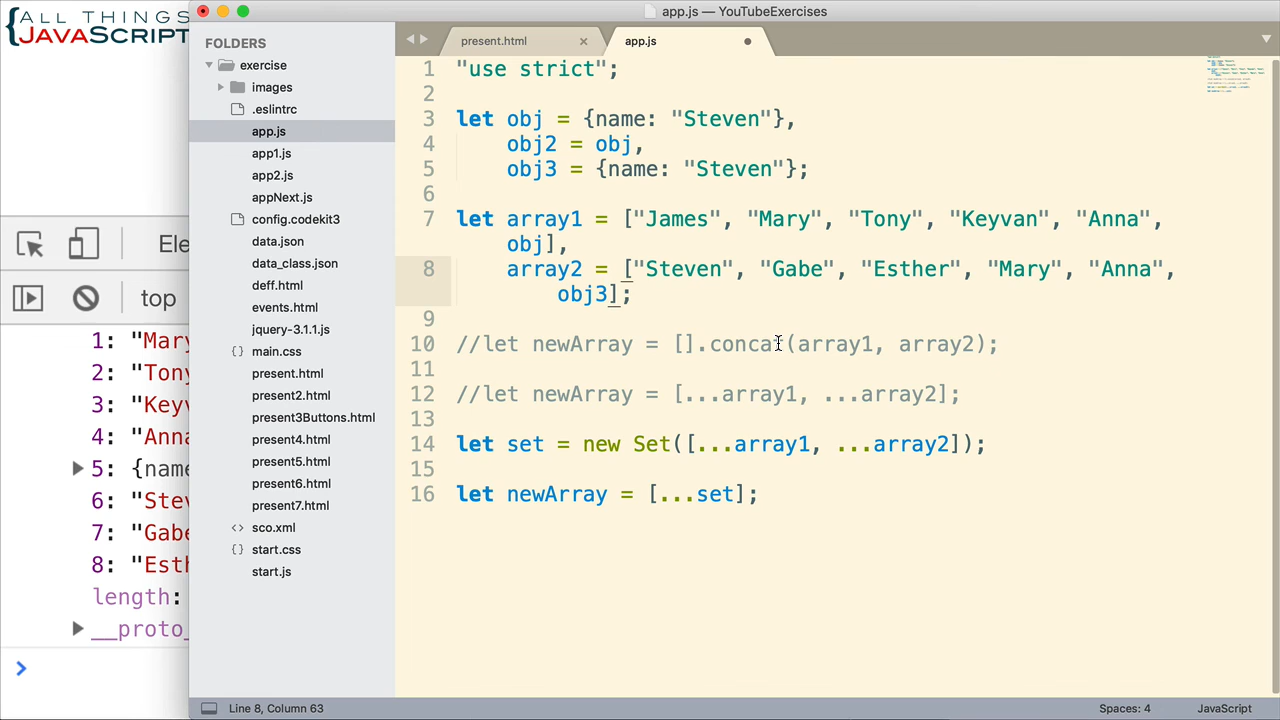 {ALL THINGS
JAVASCRIPT
app.js — YouTubeExercises
FOLDERS
exercise
images
.eslintrc
app.js
app1.js
app2.js
appNext.js
config.codekit3
data.json
data_class.json
deff.html
events.html
jquery-3.1.1.js
main.css
present.html
present2.html
present3Buttons.html
present4.html
present5.html
present6.html
present7.html
sco.xml
start.css
start.js
present.html
app.js
1 "use strict";
2
3 let obj = {name: "Steven"},
4 obj2 = obj,
5 obj3 = {name: "Steven"};
6
7 let array1 = ["James", "Mary", "Tony", "Keyvan", "Anna",
obj],
8 array2 = ["Steven", "Gabe", "Esther", "Mary", "Anna",
obj3];
9
10 //let newArray = [].concat(array1, array2);
11
12 //let newArray = [...array1, ...array2];
13
14 let set = new Set([...array1, ...array2]);
15
16 let newArray = [...set];
Ele
top
1: "Mary
2: "Tony
3: "Key
4: "Anna
5: {name
6: "Stev
7: "Gabe
8: "Esth
length:
__proto_
Line 8, Column 63
Spaces: 4
JavaScript